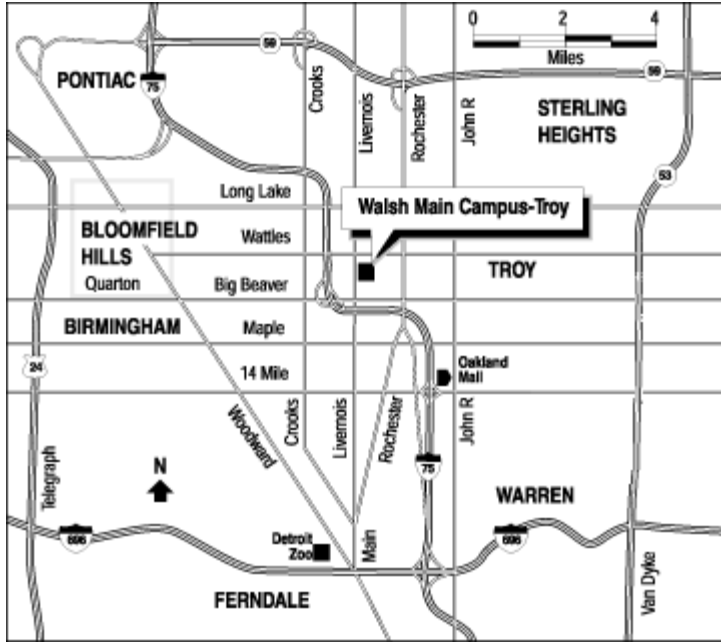 0 2 4
Miles
59
59
PONTIAC
75
Crooks
Livernois
Rochester
John R
STERLING
HEIGHTS
53
Long Lake
Walsh Main Campus-Troy
BLOOMFIELD
HILLS
Quarton
Wattles
TROY
Big Beaver
BIRMINGHAM
Maple
24
14 Mile
Oakland
Mall
Woodward
Crooks
Livernois
Rochester
John R
75
Telegraph
N
WARREN
696
Detroit
Zoo
Main
696
Van Dyke
FERNDALE